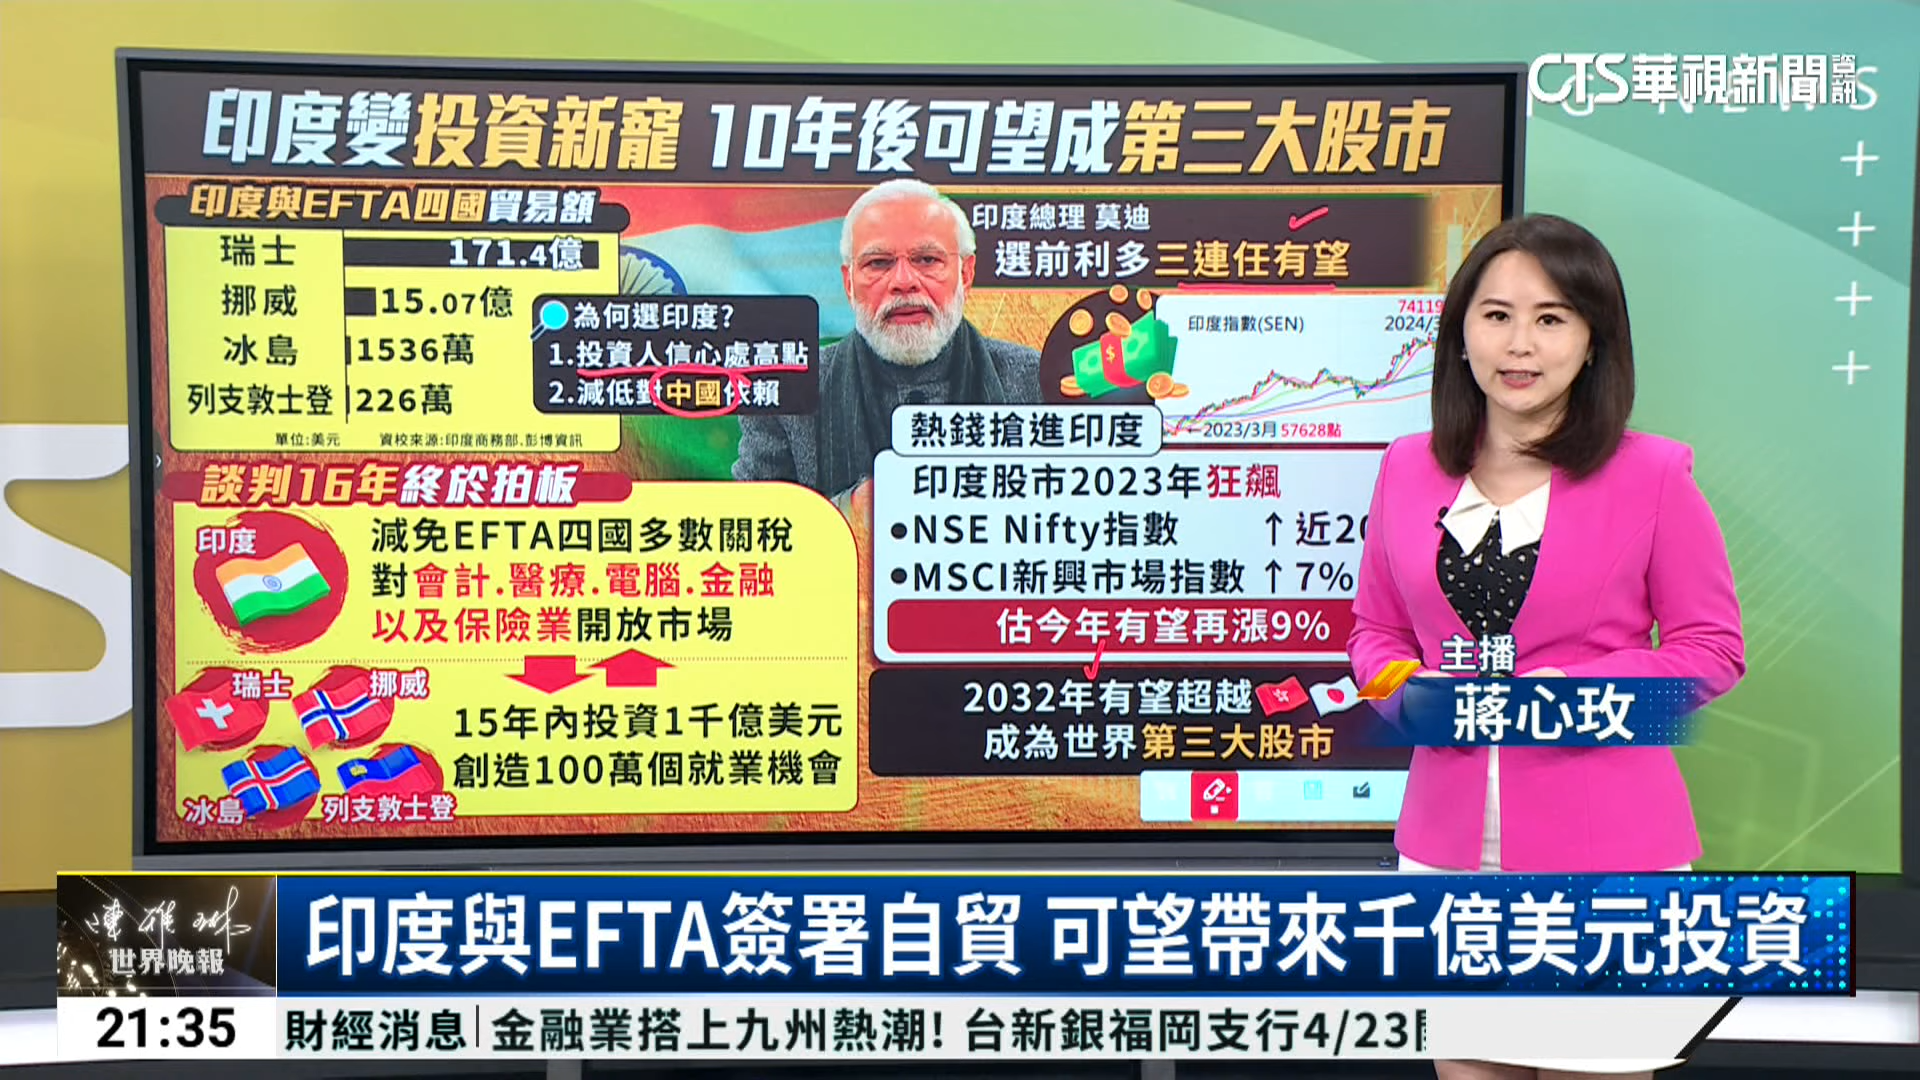 CTS華視新聞資訊
NEWS
印度變投資新寵 10年後可望成第三大股市
印度與EFTA四國貿易額
瑞士 171.4億
挪威 15.07億
冰島 1536萬
列支敦士登 226萬
單位:美元 資校來源:印度商務部.彭博資訊
為何選印度?
1.投資人信心處高點
2.減低對中國依賴
印度總理 莫迪
選前利多三連任有望
74119
印度指數(SEN) 2024/3
←2023/3月 57628點
談判16年終於拍板
印度
減免EFTA四國多數關稅
對會計.醫療.電腦.金融
以及保險業開放市場
瑞士
挪威
冰島
列支敦士登
15年內投資1千億美元
創造100萬個就業機會
熱錢搶進印度
印度股市2023年狂飆
•NSE Nifty指數 ↑近20
•MSCI新興市場指數 ↑7%
估今年有望再漲9%
2032年有望超越
成為世界第三大股市
主播
蔣心玫
陳雅琳
世界晚報
印度與EFTA簽署自貿 可望帶來千億美元投資
21:35
財經消息 金融業搭上九州熱潮! 台新銀福岡支行4/23